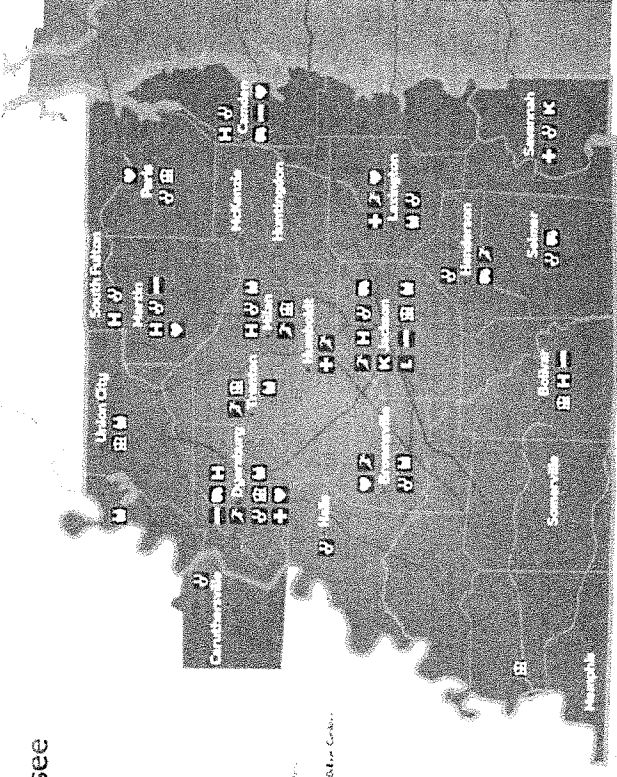 see
South Fulton
Union City
Martin
Paris
Camden
McKenzie
Huntingdon
Milan
Trenton
Dyersburg
Humboldt
Caruthersville
Halls
Brownsville
Jackson
Lexington
Henderson
Selmer
Savannah
Bolivar
Somerville
Memphis
H
H
H
H
H
H
H
H
K
K
L